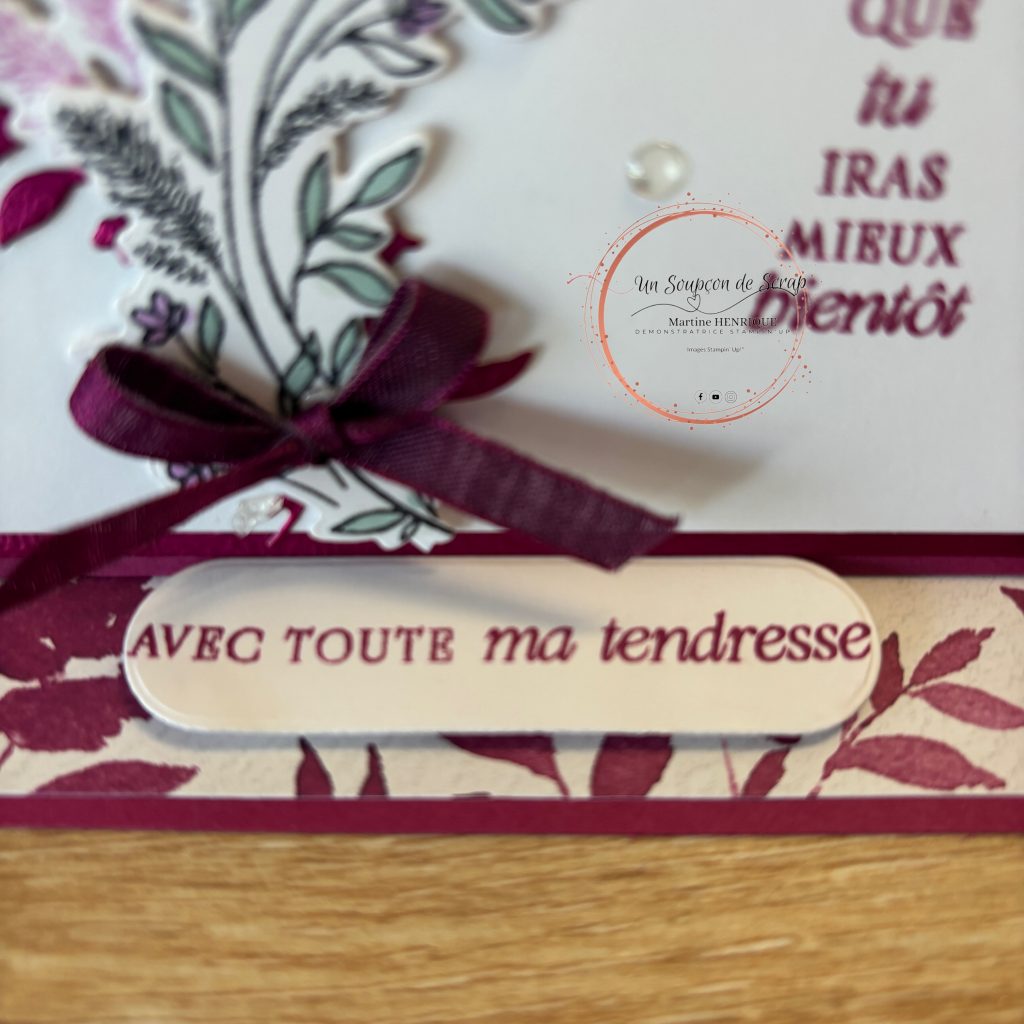 QUE
tu
IRAS
MIEUX
bientôt
Un Soupçon de Scrap
Martine HENRIQUE
DÉMONSTRATRICE STAMPIN'UP
Images Stampin' Up!
AVEC TOUTE ma tendresse